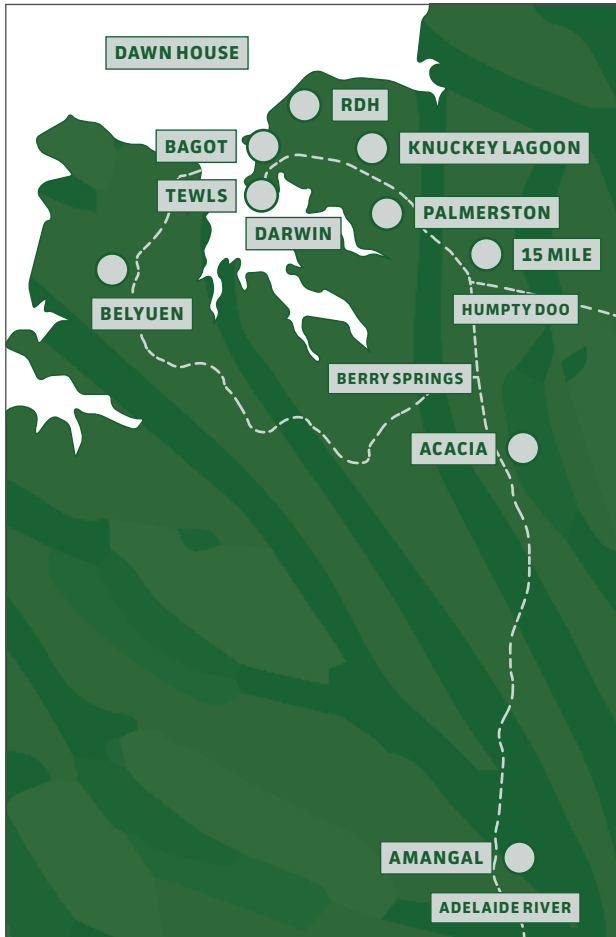 DAWN HOUSE
RDH
BAGOT
KNUCKEY LAGOON
TEWLS
PALMERSTON
DARWIN
15 MILE
BELYUEN
HUMPTY DOO
BERRY SPRINGS
ACACIA
AMANGAL
ADELAIDE RIVER